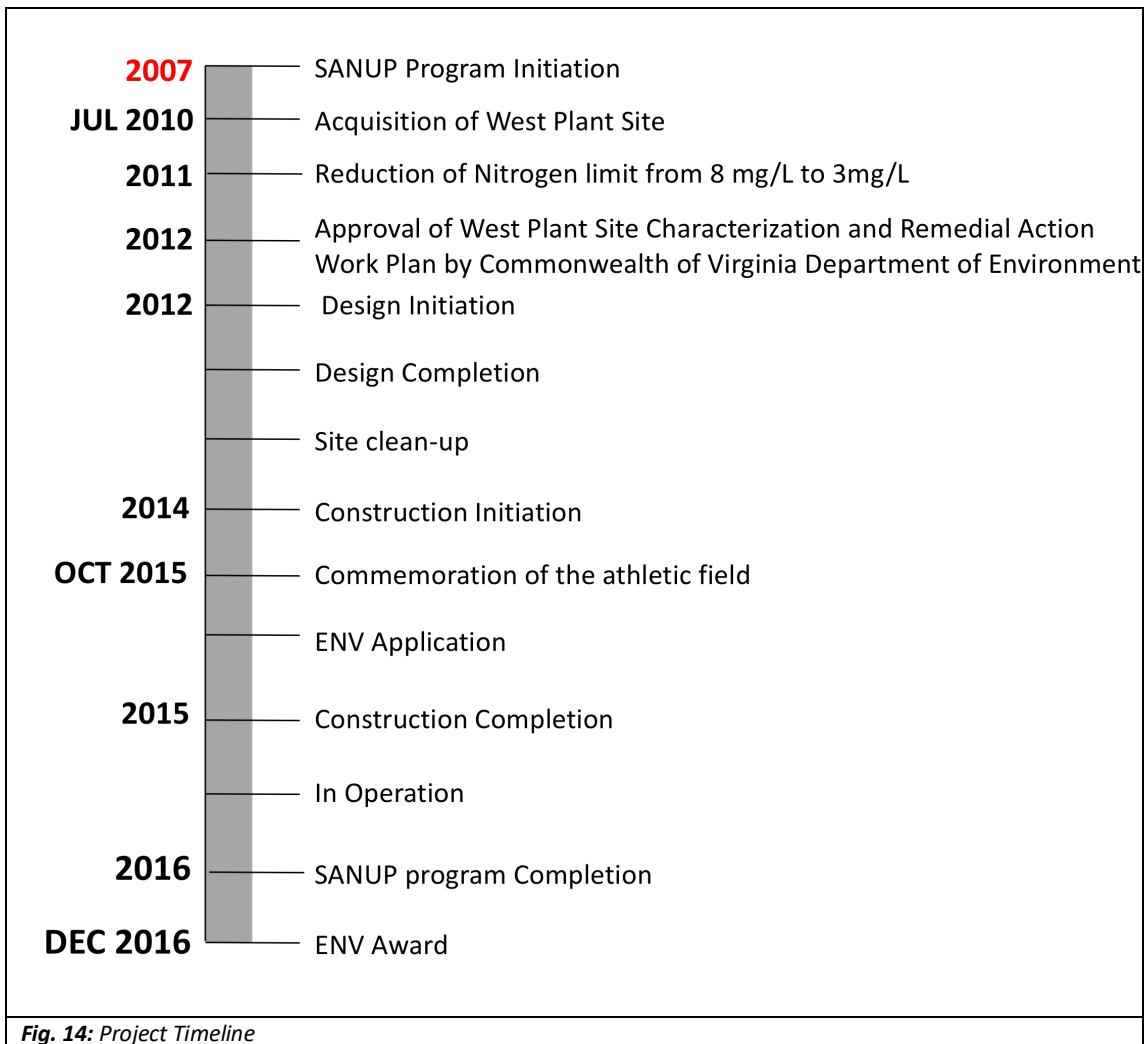 2007 SANUP Program Initiation
JUL 2010 Acquisition of West Plant Site
2011 Reduction of Nitrogen limit from 8 mg/L to 3mg/L
2012 Approval of West Plant Site Characterization and Remedial Action
Work Plan by Commonwealth of Virginia Department of Environment
2012 Design Initiation
Design Completion
Site clean-up
2014 Construction Initiation
OCT 2015 Commemoration of the athletic field
ENV Application
2015 Construction Completion
In Operation
2016 SANUP program Completion
DEC 2016 ENV Award
Fig. 14: Project Timeline